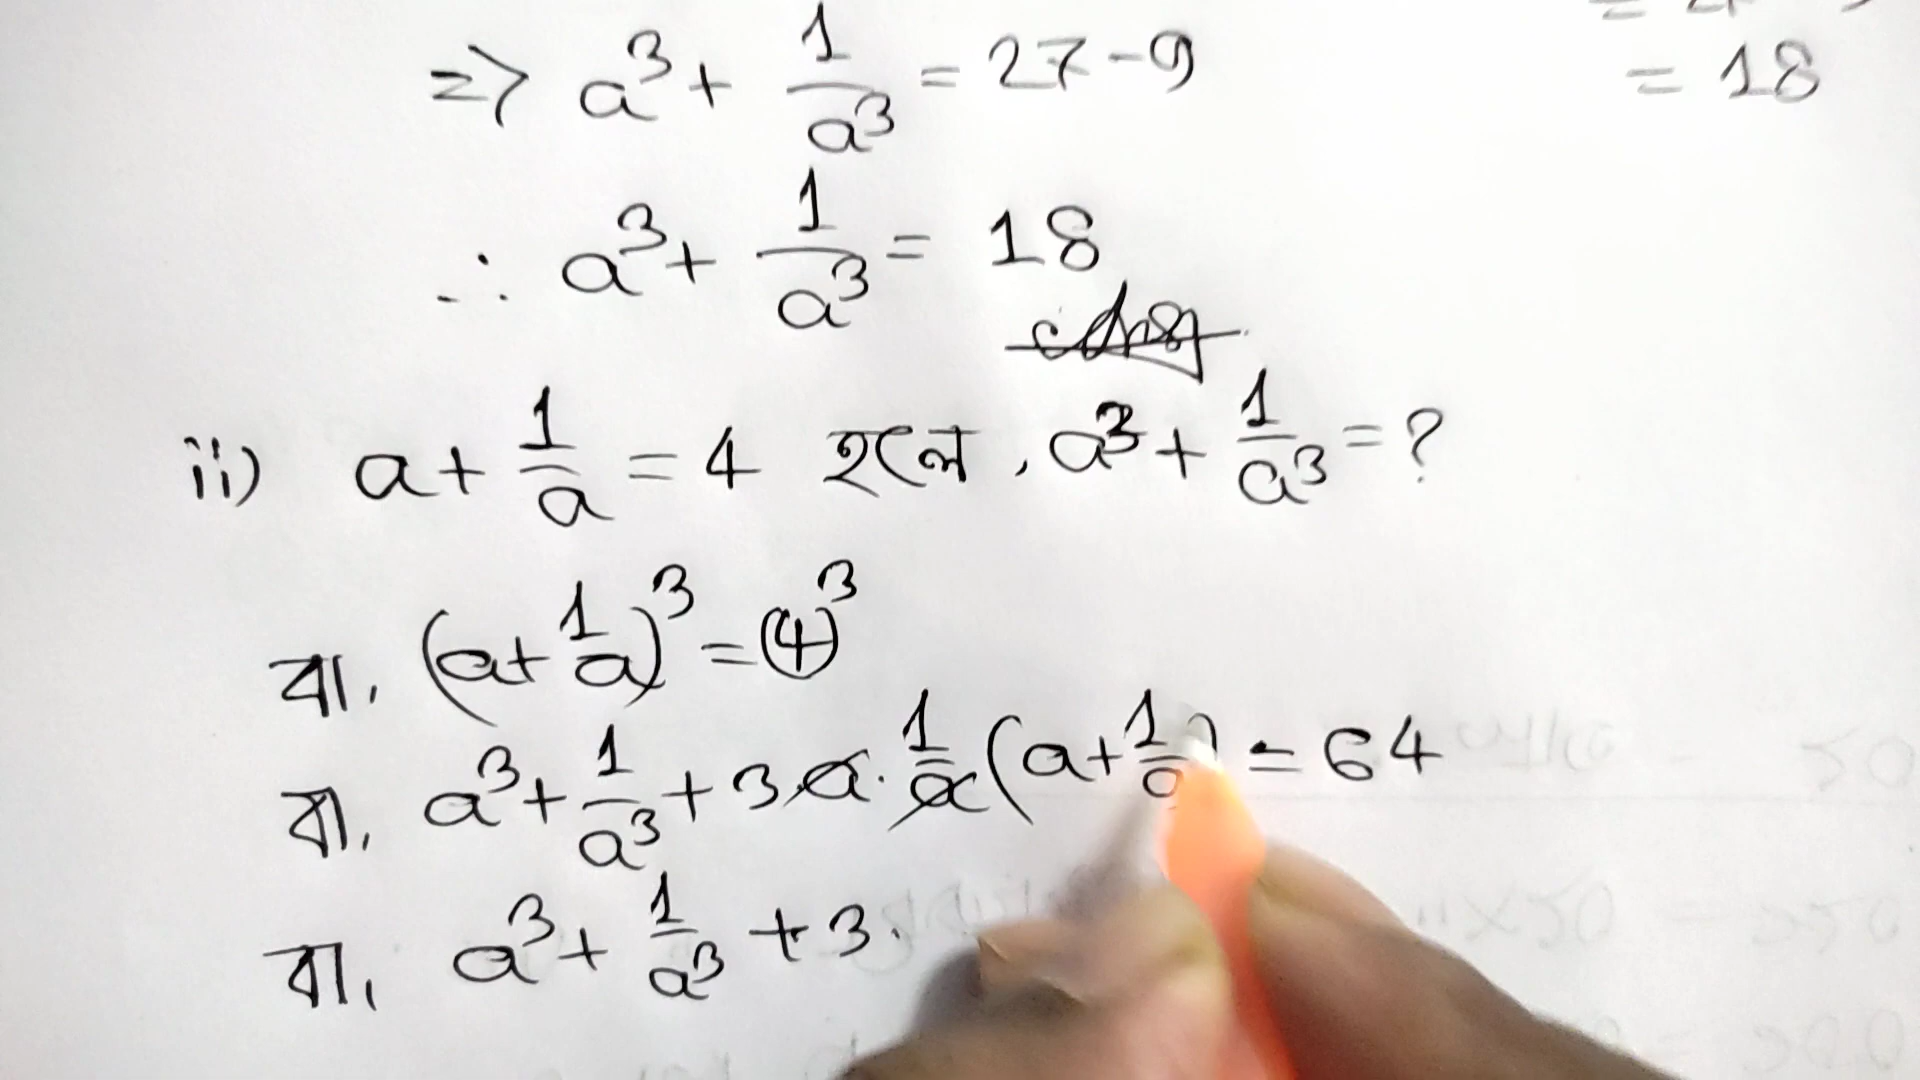 => a³ + 1/a³ = 27 - 9
= 18
∴ a³ + 1/a³ = 18
Ans
ii) a + 1/a = 4 হলে, a³ + 1/a³ = ?
বা, (a + 1/a)³ = (4)³
বা, a³ + 1/a³ + 3.a.1/a (a + 1/a) = 64
বা, a³ + 1/a³ + 3.